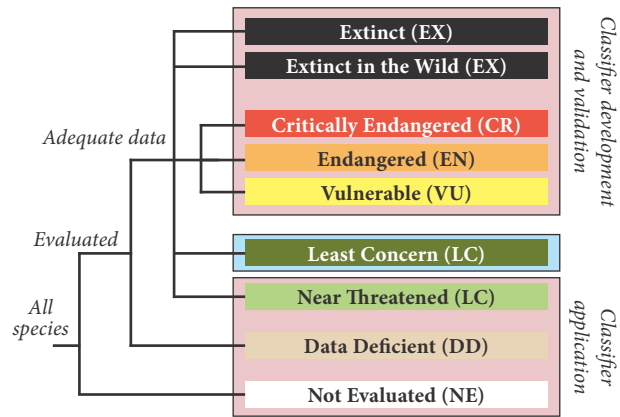 Extinct (EX)
Extinct in the Wild (EX)
Adequate data
Critically Endangered (CR)
Endangered (EN)
Vulnerable (VU)
Classifier development
and validation
Evaluated
Least Concern (LC)
Near Threatened (LC)
All
species
Data Deficient (DD)
Not Evaluated (NE)
Classifier
application